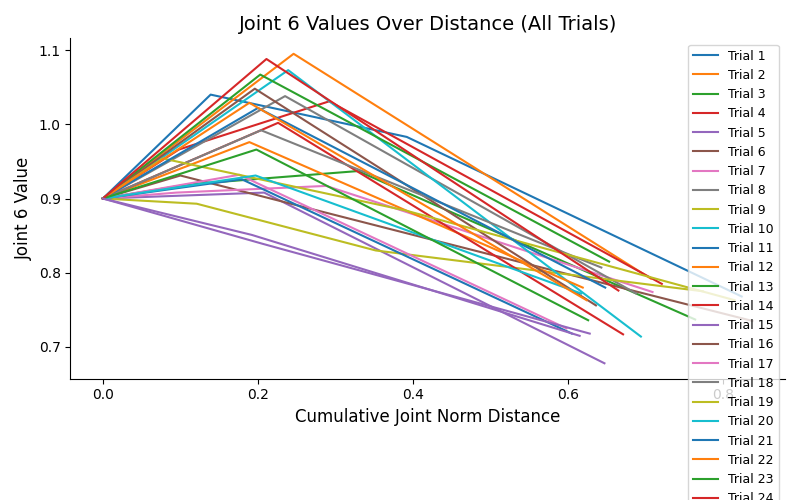 Joint 6 Values Over Distance (All Trials)
Joint 6 Value
1.1
1.0
0.9
0.8
0.7
0.0
0.2
0.4
0.6
0.8
Cumulative Joint Norm Distance
Trial 1
Trial 2
Trial 3
Trial 4
Trial 5
Trial 6
Trial 7
Trial 8
Trial 9
Trial 10
Trial 11
Trial 12
Trial 13
Trial 14
Trial 15
Trial 16
Trial 17
Trial 18
Trial 19
Trial 20
Trial 21
Trial 22
Trial 23
Trial 24